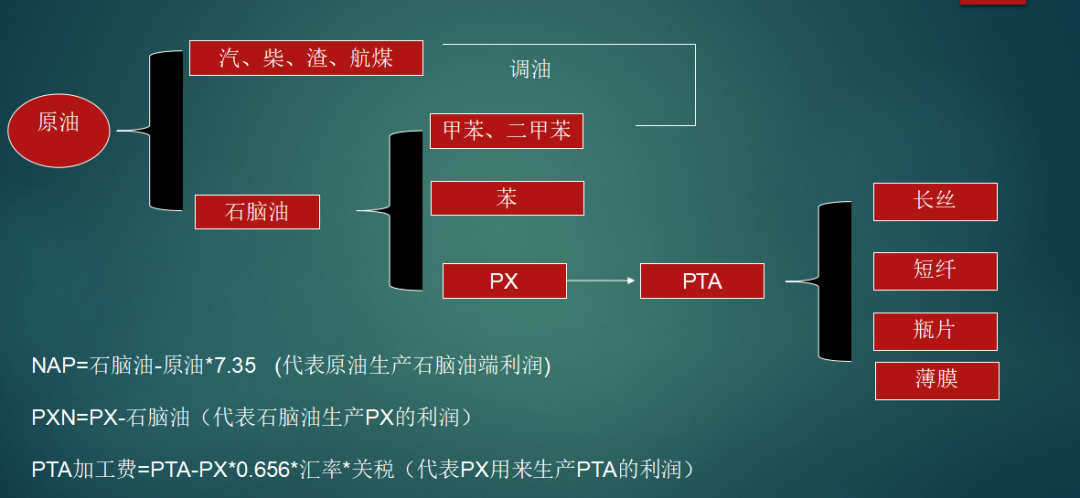 汽、柴、渣、航煤
调油
原油
甲苯、二甲苯
苯
石脑油
PX
PTA
长丝
短纤
瓶片
薄膜
NAP=石脑油-原油*7.35 (代表原油生产石脑油端利润)
PXN=PX-石脑油（代表石脑油生产PX的利润）
PTA加工费=PTA-PX*0.656*汇率*关税（代表PX用来生产PTA的利润）